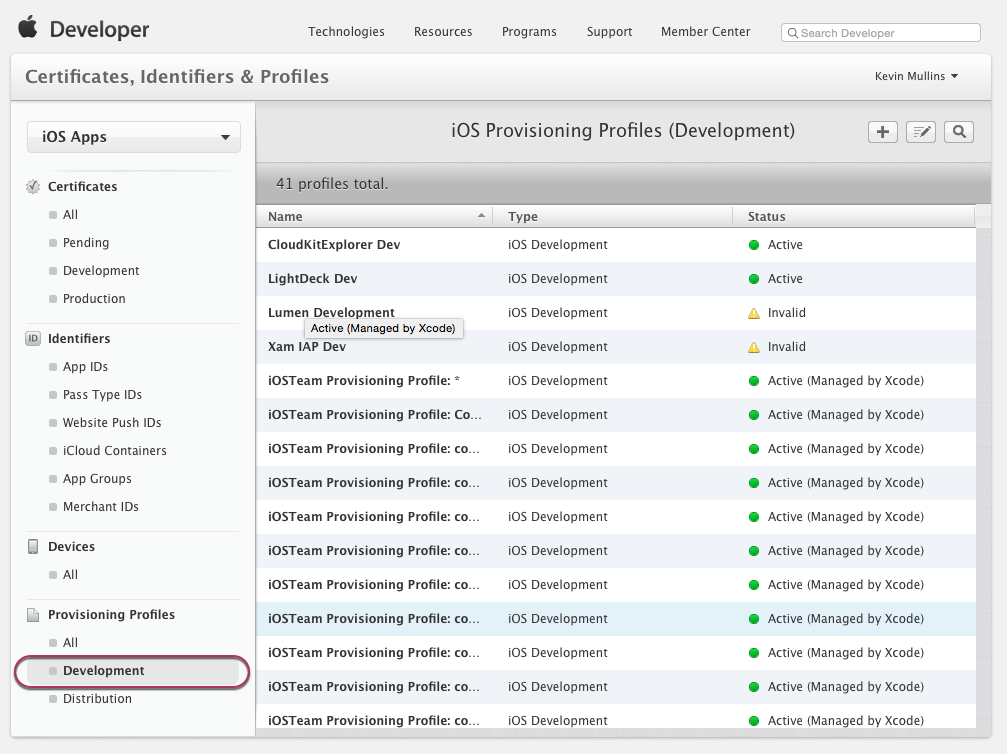 Developer
Technologies Resources Programs Support Member Center Search Developer
Certificates, Identifiers & Profiles
Kevin Mullins
iOS Apps
Certificates
All
Pending
Development
Production
ID Identifiers
App IDs
Pass Type IDs
Website Push IDs
iCloud Containers
App Groups
Merchant IDs
Devices
All
Provisioning Profiles
All
Development
Distribution
iOS Provisioning Profiles (Development)
41 profiles total.
Name Type Status
CloudKitExplorer Dev iOS Development Active
LightDeck Dev iOS Development Active
Lumen Development iOS Development Invalid
Active (Managed by Xcode)
Xam IAP Dev iOS Development Invalid
iOSTeam Provisioning Profile: * iOS Development Active (Managed by Xcode)
iOSTeam Provisioning Profile: Co... iOS Development Active (Managed by Xcode)
iOSTeam Provisioning Profile: co... iOS Development Active (Managed by Xcode)
iOSTeam Provisioning Profile: co... iOS Development Active (Managed by Xcode)
iOSTeam Provisioning Profile: co... iOS Development Active (Managed by Xcode)
iOSTeam Provisioning Profile: co... iOS Development Active (Managed by Xcode)
iOSTeam Provisioning Profile: co... iOS Development Active (Managed by Xcode)
iOSTeam Provisioning Profile: co... iOS Development Active (Managed by Xcode)
iOSTeam Provisioning Profile: co... iOS Development Active (Managed by Xcode)
iOSTeam Provisioning Profile: co... iOS Development Active (Managed by Xcode)
iOSTeam Provisioning Profile: co... iOS Development Active (Managed by Xcode)